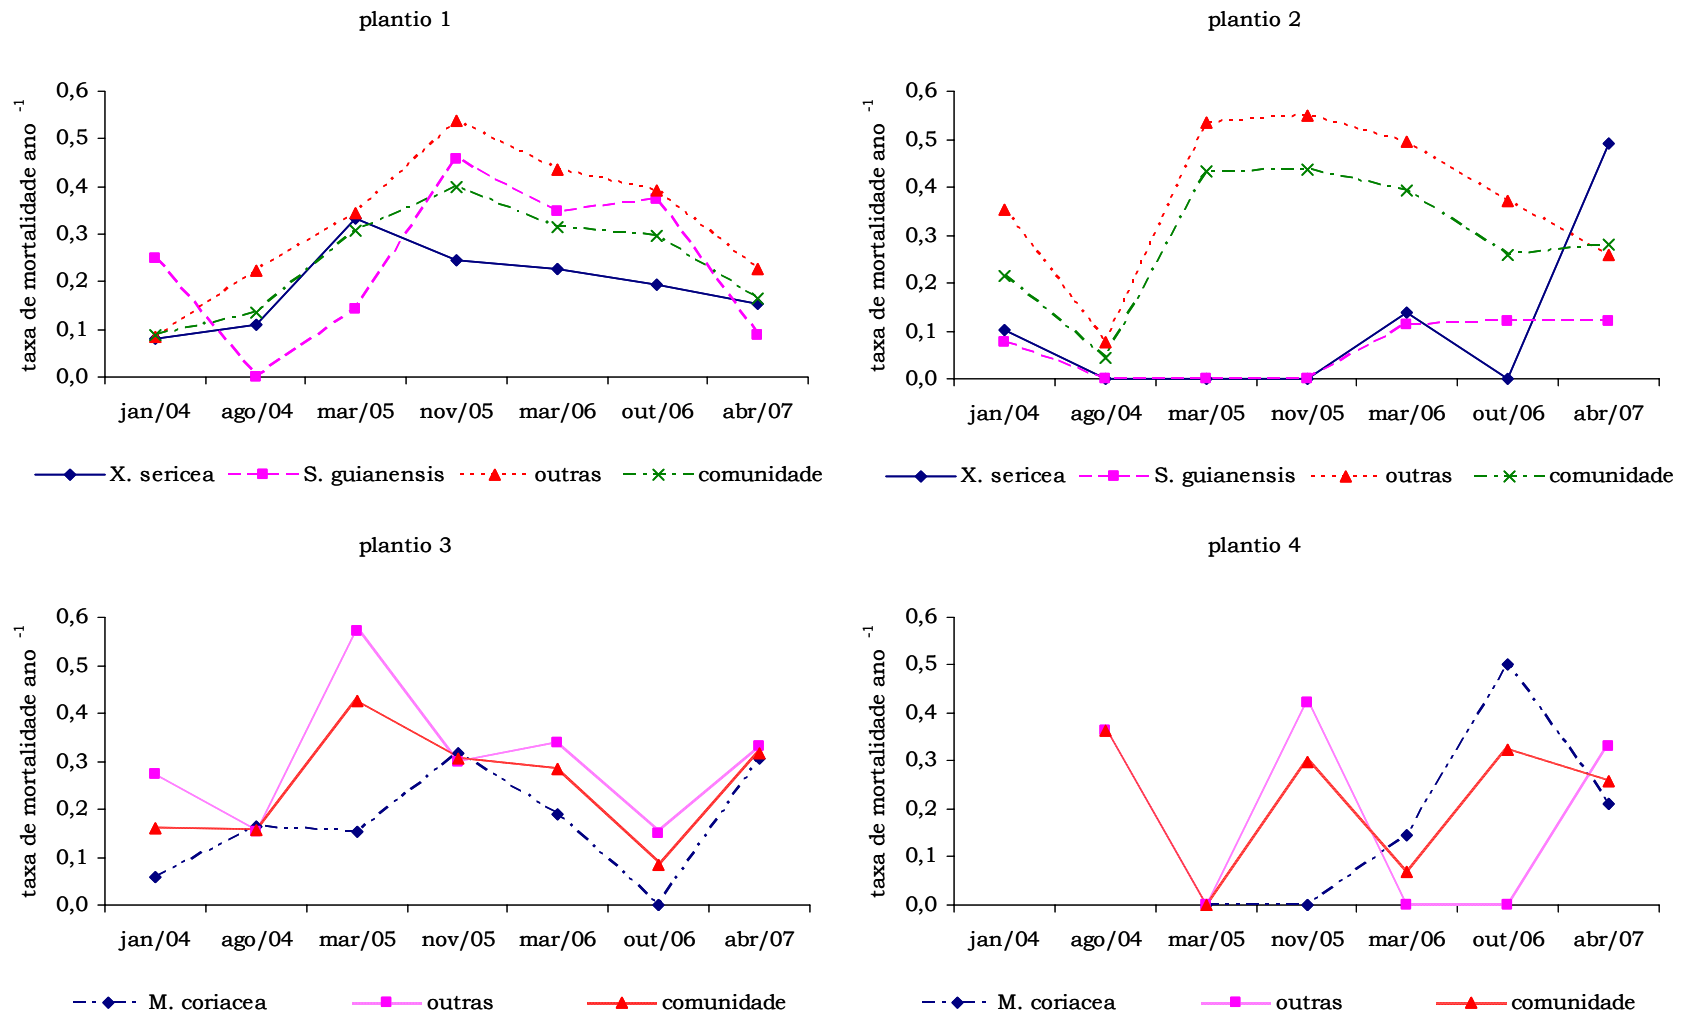 plantio 1
taxa de mortalidade ano -1
0,6
0,5
0,4
0,3
0,2
0,1
0,0
jan/04 ago/04 mar/05 nov/05 mar/06 out/06 abr/07
X. sericea S. guianensis outras comunidade
plantio 2
taxa de mortalidade ano -1
0,6
0,5
0,4
0,3
0,2
0,1
0,0
jan/04 ago/04 mar/05 nov/05 mar/06 out/06 abr/07
X. sericea S. guianensis outras comunidade
plantio 3
taxa de mortalidade ano -1
0,6
0,5
0,4
0,3
0,2
0,1
0,0
jan/04 ago/04 mar/05 nov/05 mar/06 out/06 abr/07
M. coriacea outras comunidade
plantio 4
taxa de mortalidade ano -1
0,6
0,5
0,4
0,3
0,2
0,1
0,0
jan/04 ago/04 mar/05 nov/05 mar/06 out/06 abr/07
M. coriacea outras comunidade